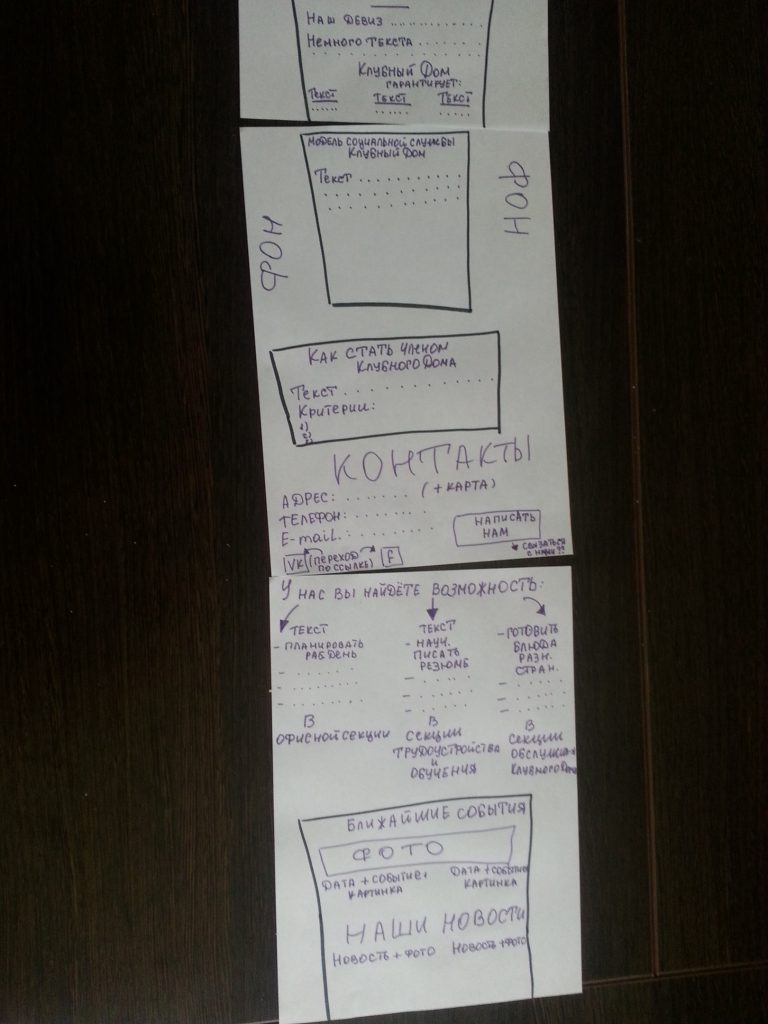 НАШ ДЕВИЗ ..................
НЕМНОГО ТЕКСТА ...........
КЛУБНЫЙ ДОМ
ГАРАНТИРУЕТ:
ТЕКСТ ТЕКСТ ТЕКСТ
МОДЕЛЬ СОЦИАЛЬНОЙ СЛУЖБЫ
КЛУБНЫЙ ДОМ
ТЕКСТ ..............
ФОН
ФОН
КАК СТАТЬ ЧЛЕНОМ
КЛУБНОГО ДОМА
ТЕКСТ ..............
КРИТЕРИИ:
1)
2)
3)
КОНТАКТЫ
АДРЕС: ........ (+ КАРТА)
ТЕЛЕФОН: ........
E-maiL: ........
НАПИСАТЬ
НАМ
СВЯЗАТЬСЯ
С НАМИ??
VK (ПЕРЕХОД
ПО ССЫЛКЕ) F
У НАС ВЫ НАЙДЁТЕ ВОЗМОЖНОСТЬ:
ТЕКСТ
- ПЛАНИРОВАТЬ
РАБ ДЕНЬ
- ........
- ........
- ........
В
ОФИСНОЙ СЕКЦИИ
ТЕКСТ
- НАУЧ.
ПИСАТЬ
РЕЗЮМЕ
- ......
- ......
- ......
В
СЕКЦИИ
ТРУДОУСТРОЙСТВА
И
ОБУЧЕНИЯ
- ГОТОВИТЬ
БЛЮДА
РАЗН.
СТРАН.
- ......
- ......
- ......
В
СЕКЦИИ
КЛУБНОГО
БЛИЖАЙШИЕ СОБЫТИЯ
ФОТО
ДАТА + СОБЫТИЕ +
КАРТИНКА
ДАТА + СОБЫТИЕ
КАРТИНКА
НАШИ НОВОСТИ
НОВОСТЬ + ФОТО НОВОСТЬ + ФОТО